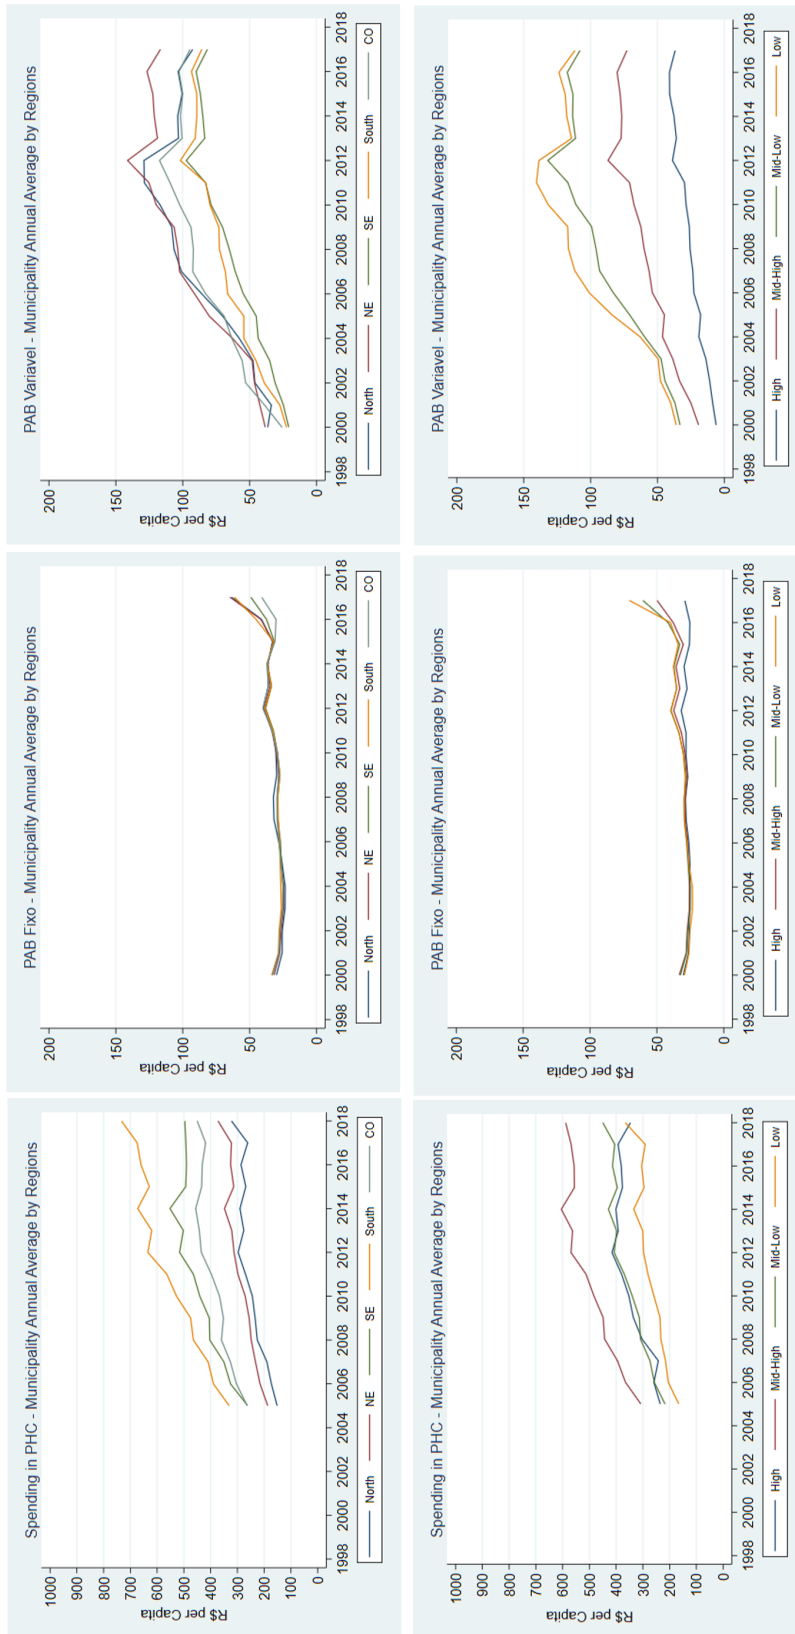 Spending in PHC - Municipality Annual Average by Regions
1000
900
800
700
600
500
400
300
200
100
0
R$ per Capita
1998 2000 2002 2004 2006 2008 2010 2012 2014 2016 2018
North NE SE South CO
PAB Fixo - Municipality Annual Average by Regions
200
150
100
50
0
R$ per Capita
1998 2000 2002 2004 2006 2008 2010 2012 2014 2016 2018
North NE SE South CO
PAB Variavel - Municipality Annual Average by Regions
200
150
100
50
0
R$ per Capita
1998 2000 2002 2004 2006 2008 2010 2012 2014 2016 2018
North NE SE South CO
Spending in PHC - Municipality Annual Average by Regions
1000
900
800
700
600
500
400
300
200
100
0
R$ per Capita
1998 2000 2002 2004 2006 2008 2010 2012 2014 2016 2018
High Mid-High Mid-Low Low
PAB Fixo - Municipality Annual Average by Regions
200
150
100
50
0
R$ per Capita
1998 2000 2002 2004 2006 2008 2010 2012 2014 2016 2018
High Mid-High Mid-Low Low
PAB Variavel - Municipality Annual Average by Regions
200
150
100
50
0
R$ per Capita
1998 2000 2002 2004 2006 2008 2010 2012 2014 2016 2018
High Mid-High Mid-Low Low